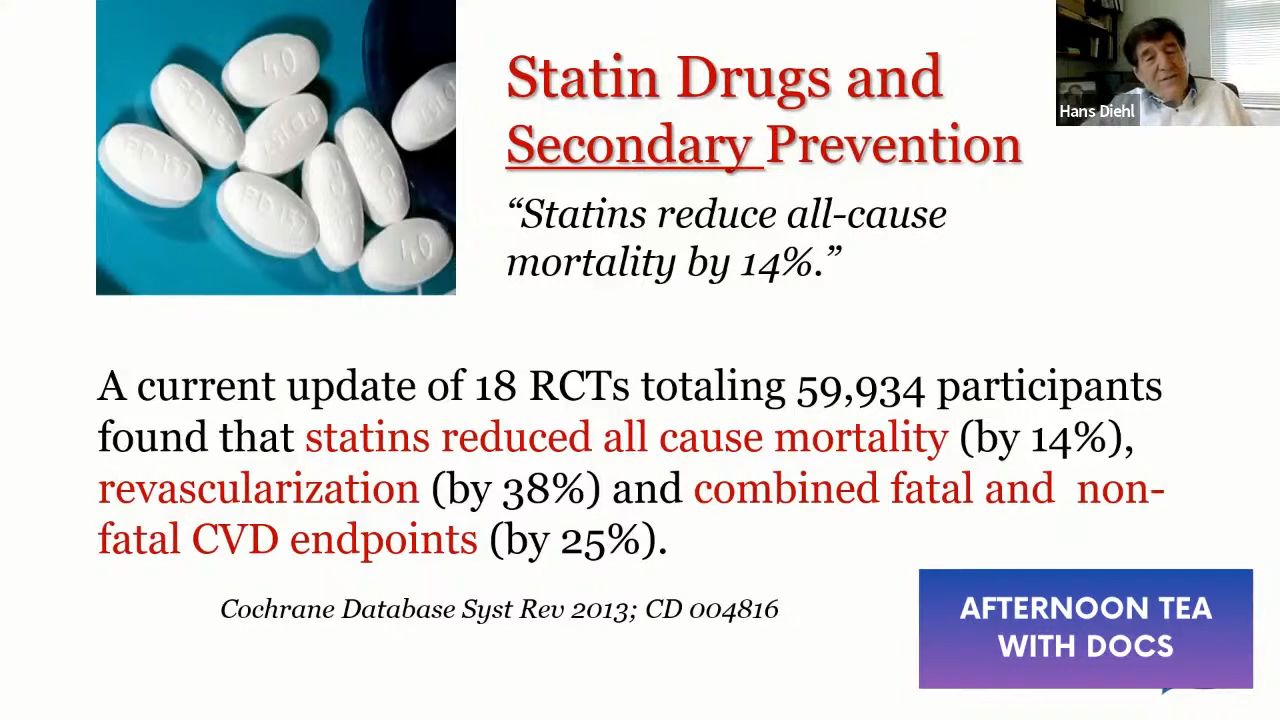 Statin Drugs and
Secondary Prevention
“Statins reduce all-cause
mortality by 14%.”
Hans Diehl
A current update of 18 RCTs totaling 59,934 participants
found that statins reduced all cause mortality (by 14%),
revascularization (by 38%) and combined fatal and non-
fatal CVD endpoints (by 25%).
Cochrane Database Syst Rev 2013; CD 004816
AFTERNOON TEA
WITH DOCS